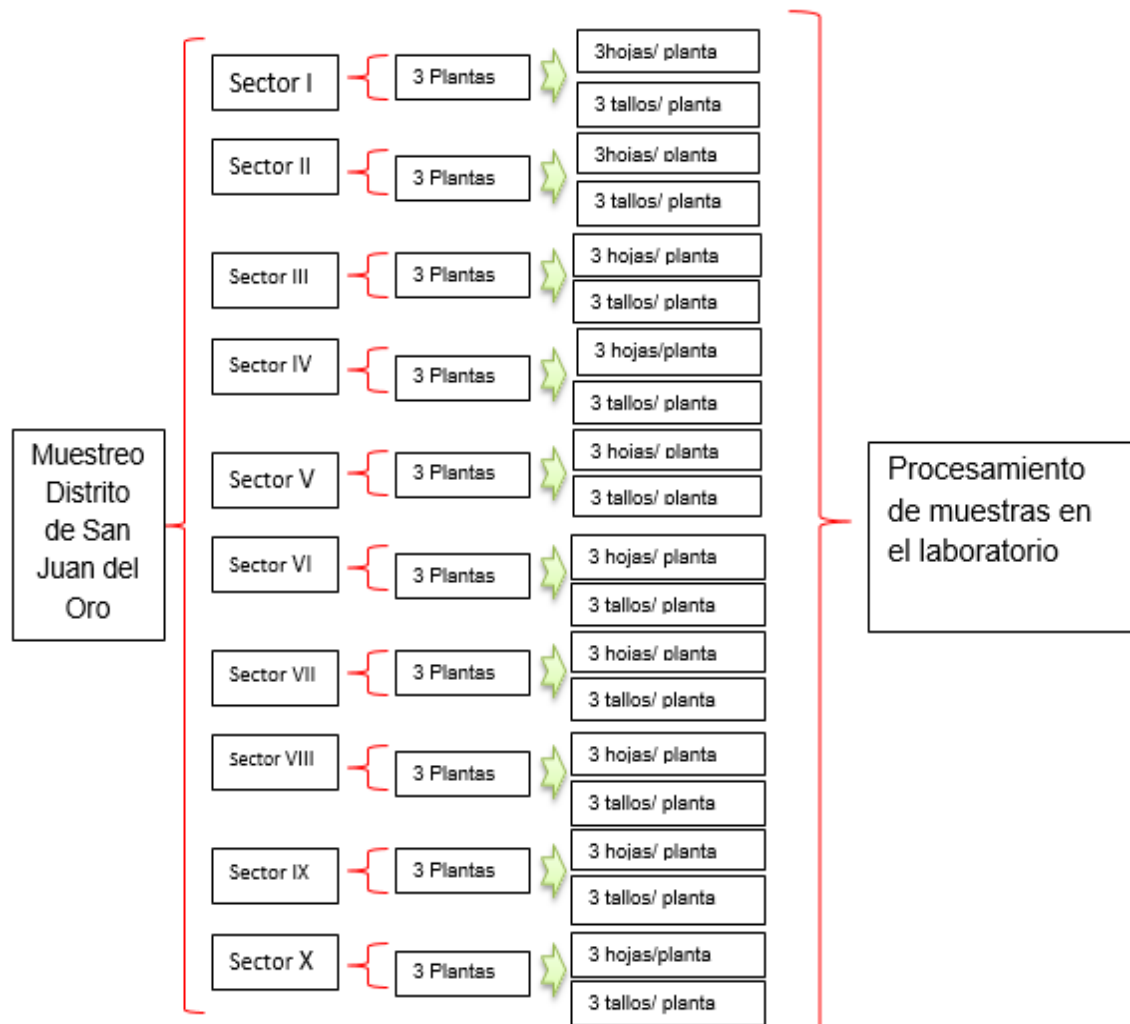 Muestreo
Distrito
de San
Juan del
Oro
Sector I
3 Plantas
3hojas/ planta
3 tallos/ planta
Sector II
3 Plantas
3hojas/ planta
3 tallos/ planta
Sector III
3 Plantas
3 hojas/ planta
3 tallos/ planta
Sector IV
3 Plantas
3 hojas/planta
3 tallos/ planta
Sector V
3 Plantas
3 hojas/ planta
3 tallos/ planta
Sector VI
3 Plantas
3 hojas/ planta
3 tallos/ planta
Sector VII
3 Plantas
3 hojas/ planta
3 tallos/ planta
Sector VIII
3 Plantas
3 hojas/ planta
3 tallos/ planta
Sector IX
3 Plantas
3 hojas/ planta
3 tallos/ planta
Sector X
3 Plantas
3 hojas/planta
3 tallos/ planta
Procesamiento
de muestras en
el laboratorio